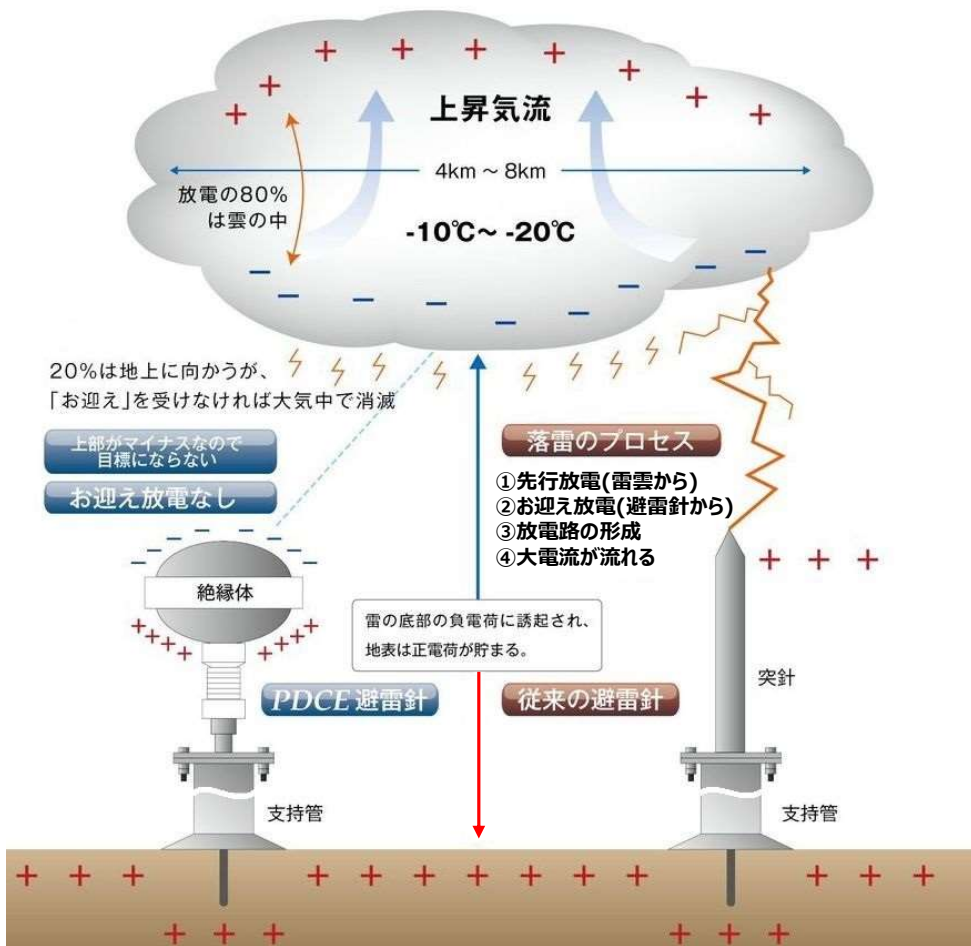 上昇気流
4km ～ 8km
放電の80%
は雲の中
-10℃～ -20℃
20%は地上に向かうが、
「お迎え」を受けなければ大気中で消滅
上部がマイナスなので
目標にならない
お迎え放電なし
落雷のプロセス
①先行放電(雷雲から)
②お迎え放電(避雷針から)
③放電路の形成
④大電流が流れる
絶縁体
雷の底部の負電荷に誘起され、
地表は正電荷が貯まる。
PDCE 避雷針
従来の避雷針
突針
支持管
支持管